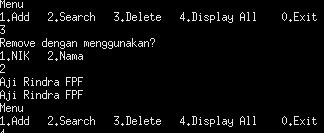 Menu
1.Add 2.Search 3.Delete 4.Display All 0.Exit
3
Remove dengan menggunakan?
1.NIK 2.Nama
2
Aji Rindra FPF
Aji Rindra FPF
Menu
1.Add 2.Search 3.Delete 4.Display All 0.Exit
4